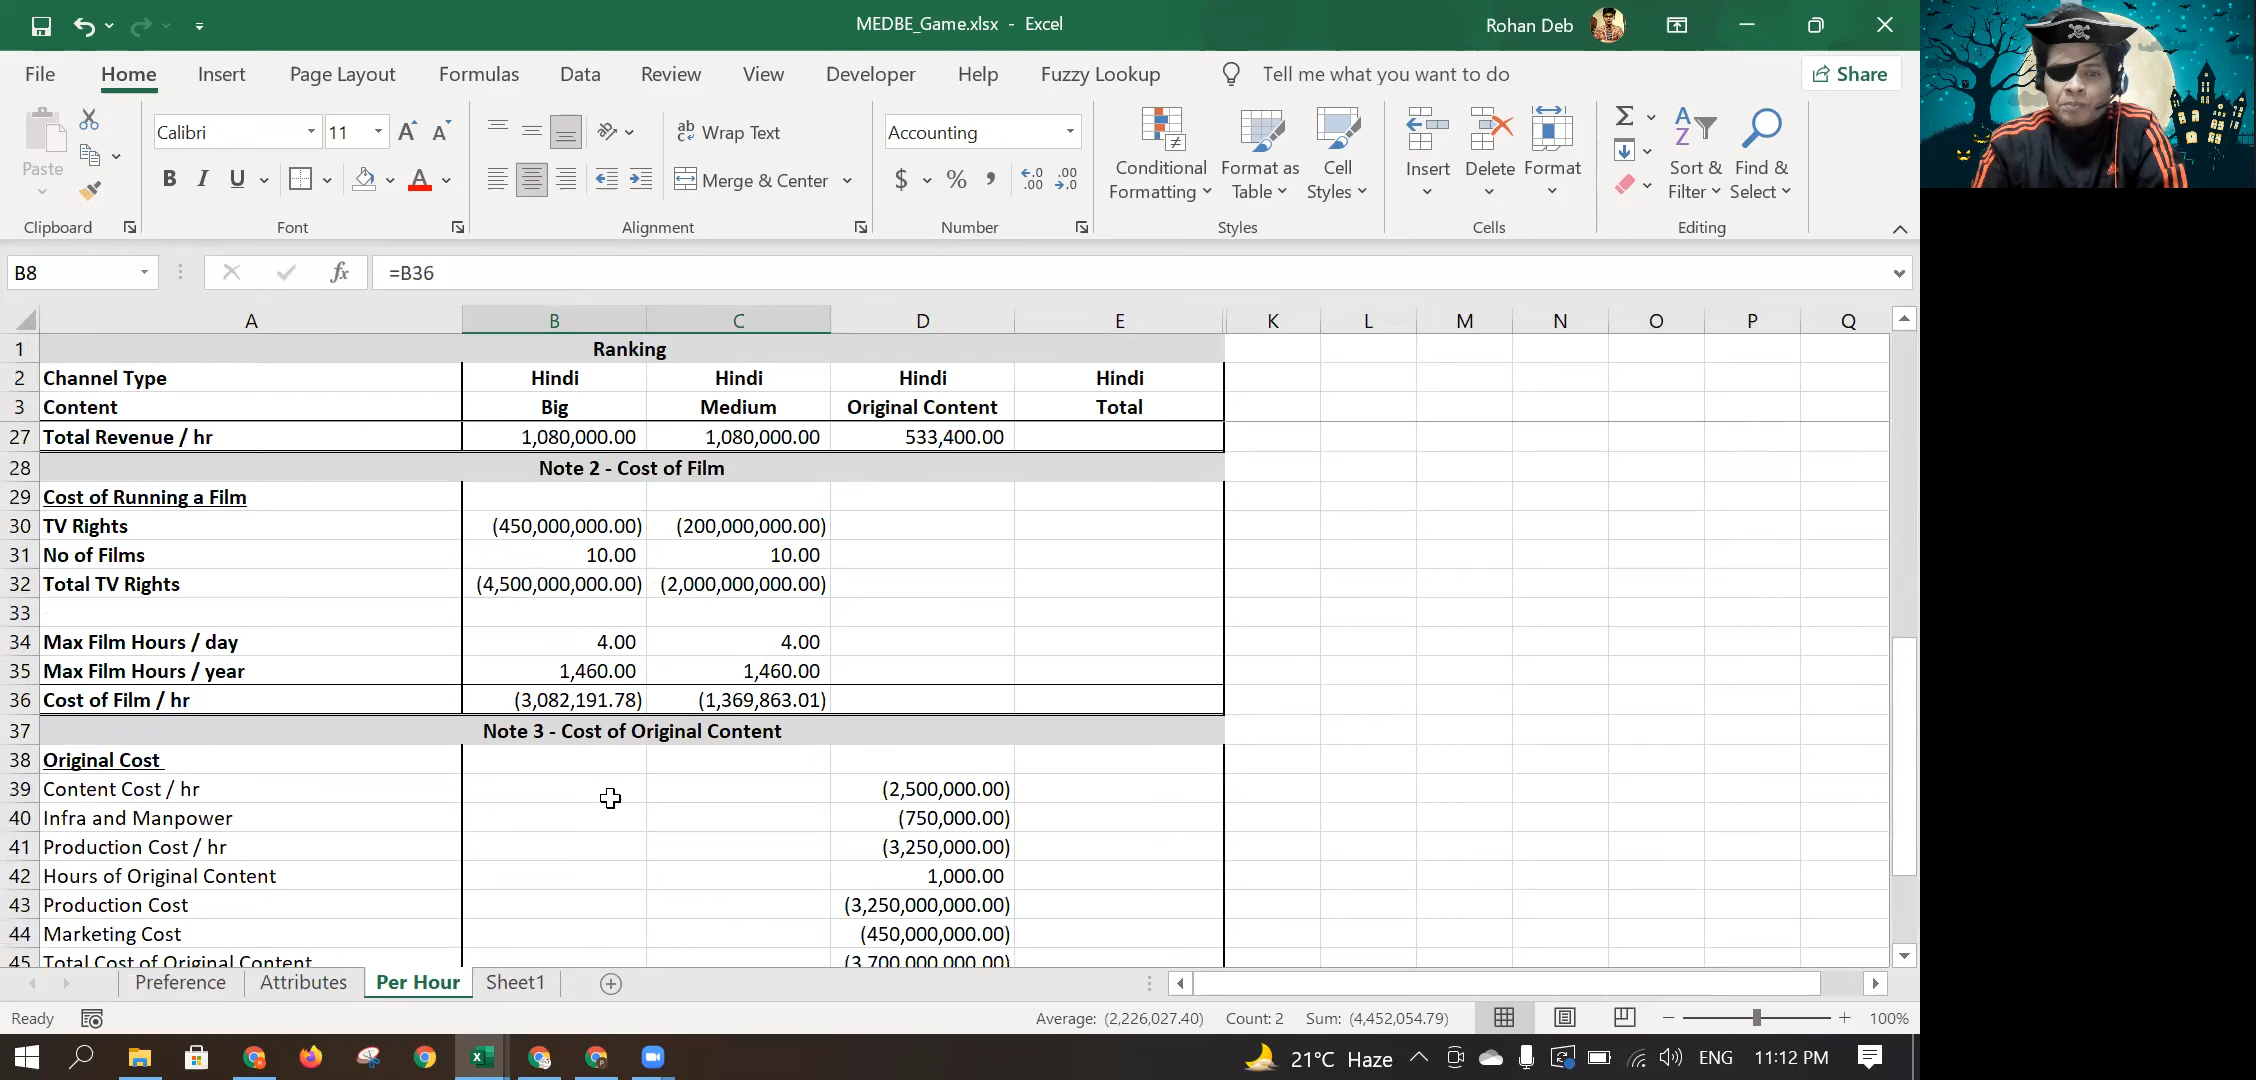 MEDBE_Game.xlsx - Excel
Rohan Deb
File Home Insert Page Layout Formulas Data Review View Developer Help Fuzzy Lookup Tell me what you want to do Share
Paste
Calibri 11
B I U A
Wrap Text
Merge & Center
Accounting
$ % ,
Conditional Formatting
Format as Table
Cell Styles
Insert Delete Format
Sort & Filter
Find & Select
Clipboard Font Alignment Number Styles Cells Editing
B8 fx =B36
A B C D E K L M N O P Q
1 Ranking
2 Channel Type Hindi Hindi Hindi Hindi
3 Content Big Medium Original Content Total
27 Total Revenue / hr 1,080,000.00 1,080,000.00 533,400.00
28 Note 2 - Cost of Film
29 Cost of Running a Film
30 TV Rights (450,000,000.00) (200,000,000.00)
31 No of Films 10.00 10.00
32 Total TV Rights (4,500,000,000.00) (2,000,000,000.00)
33
34 Max Film Hours / day 4.00 4.00
35 Max Film Hours / year 1,460.00 1,460.00
36 Cost of Film / hr (3,082,191.78) (1,369,863.01)
37 Note 3 - Cost of Original Content
38 Original Cost
39 Content Cost / hr (2,500,000.00)
40 Infra and Manpower (750,000.00)
41 Production Cost / hr (3,250,000.00)
42 Hours of Original Content 1,000.00
43 Production Cost (3,250,000,000.00)
44 Marketing Cost (450,000,000.00)
45 Total Cost of Original Content (3,700,000,000.00)
Preference Attributes Per Hour Sheet1
Ready Average: (2,226,027.40) Count: 2 Sum: (4,452,054.79) 100%
21°C Haze ENG 11:12 PM